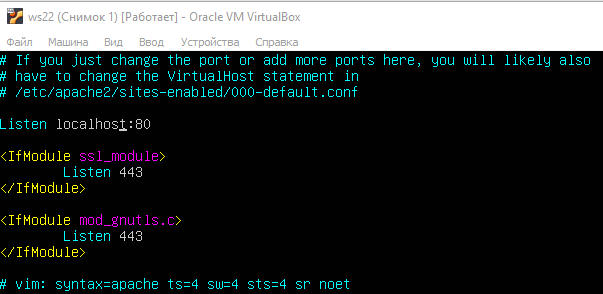 ws22 (Снимок 1) [Работает] - Oracle VM VirtualBox
Файл Машина Вид Ввод Устройства Справка
# If you just change the port or add more ports here, you will likely also
# have to change the VirtualHost statement in
# /etc/apache2/sites-enabled/000-default.conf
Listen localhost:80
<IfModule ssl_module>
Listen 443
</IfModule>
<IfModule mod_gnutls.c>
Listen 443
</IfModule>
# vim: syntax=apache ts=4 sw=4 sts=4 sr noet